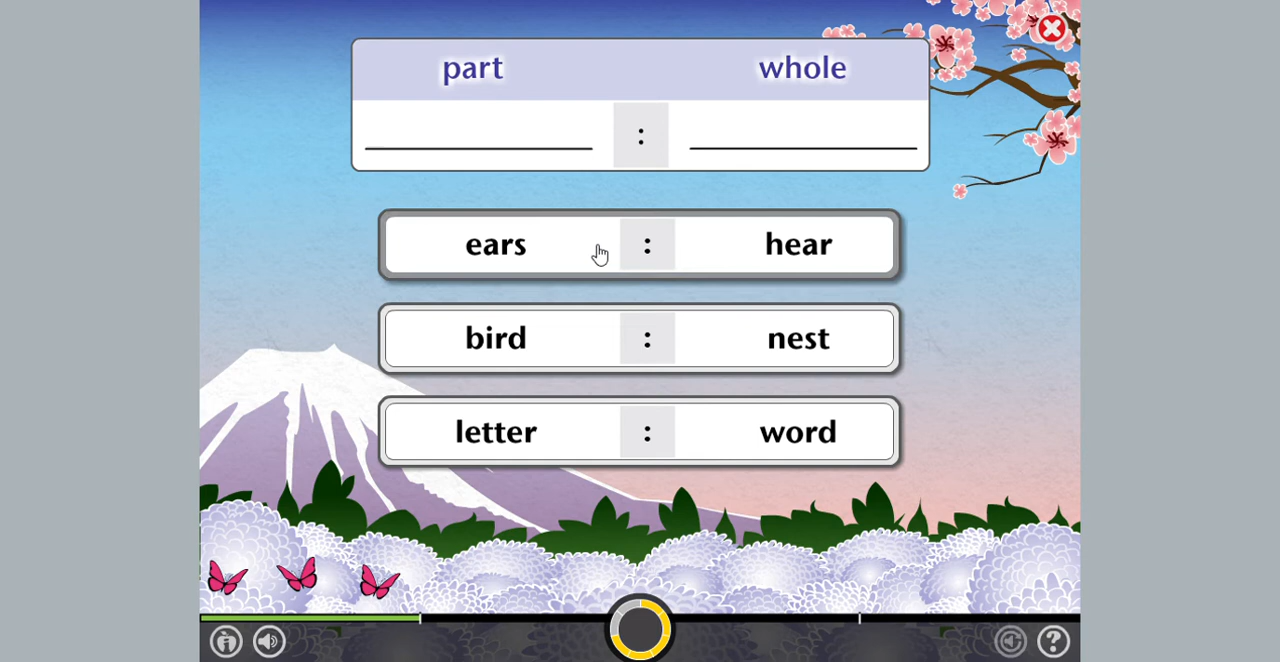 part whole
:
ears : hear
bird : nest
letter : word
?